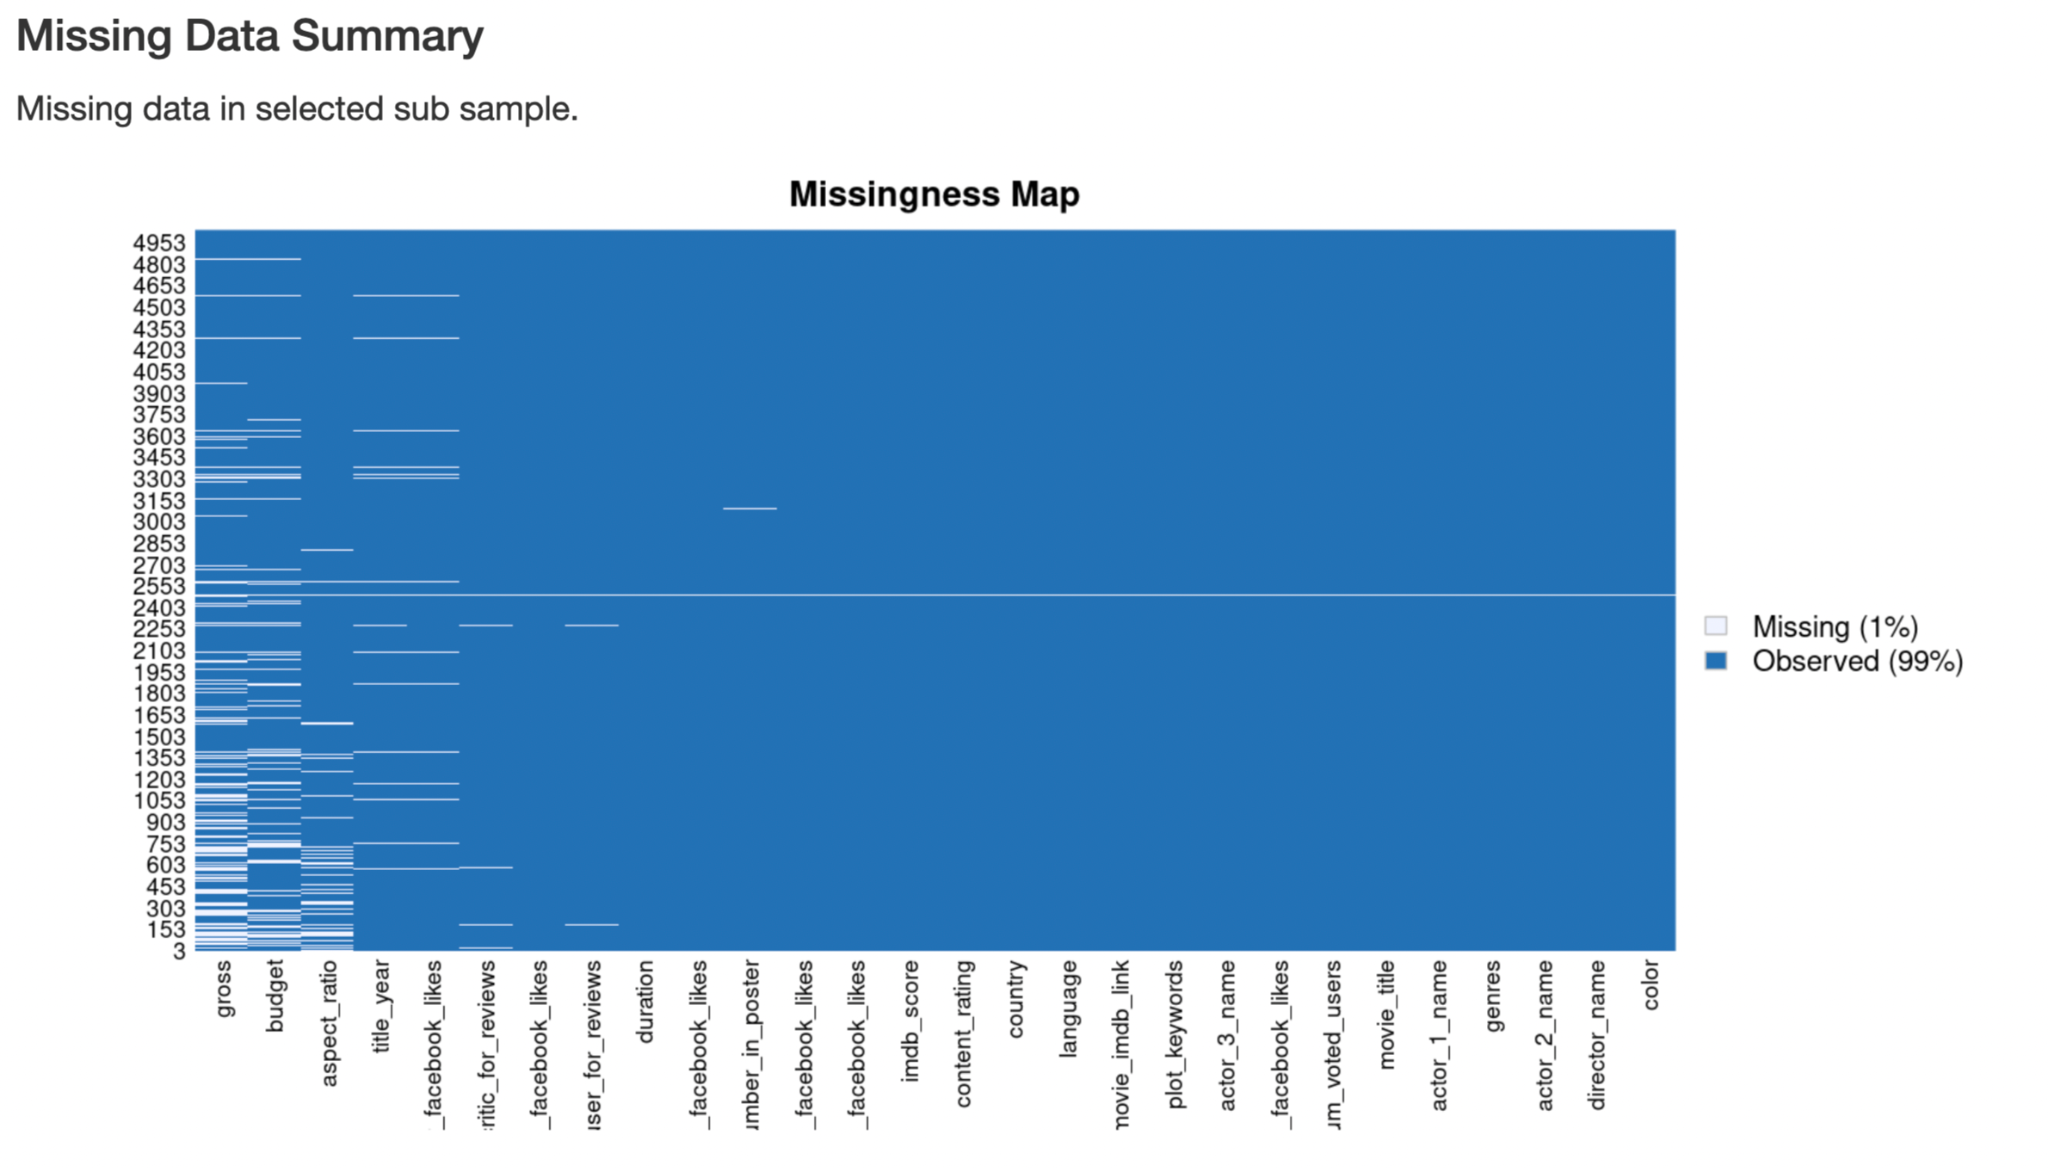 Missing Data Summary
Missing data in selected sub sample.
Missingness Map
4953
4803
4653
4503
4353
4203
4053
3903
3753
3603
3453
3303
3153
3003
2853
2703
2553
2403
2253
2103
1953
1803
1653
1503
1353
1203
1053
903
753
603
453
303
153
3
Missing (1%)
Observed (99%)
gross
budget
aspect_ratio
title_year
_facebook_likes
ritic_for_reviews
_facebook_likes
user_for_reviews
duration
_facebook_likes
umber_in_poster
_facebook_likes
_facebook_likes
imdb_score
content_rating
country
language
movie_imdb_link
plot_keywords
actor_3_name
_facebook_likes
um_voted_users
movie_title
actor_1_name
genres
actor_2_name
director_name
color